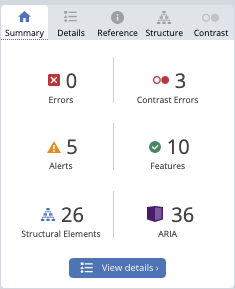 Summary Details Reference Structure Contrast
0 3
Errors Contrast Errors
5 10
Alerts Features
26 36
Structural Elements ARIA
View details ›